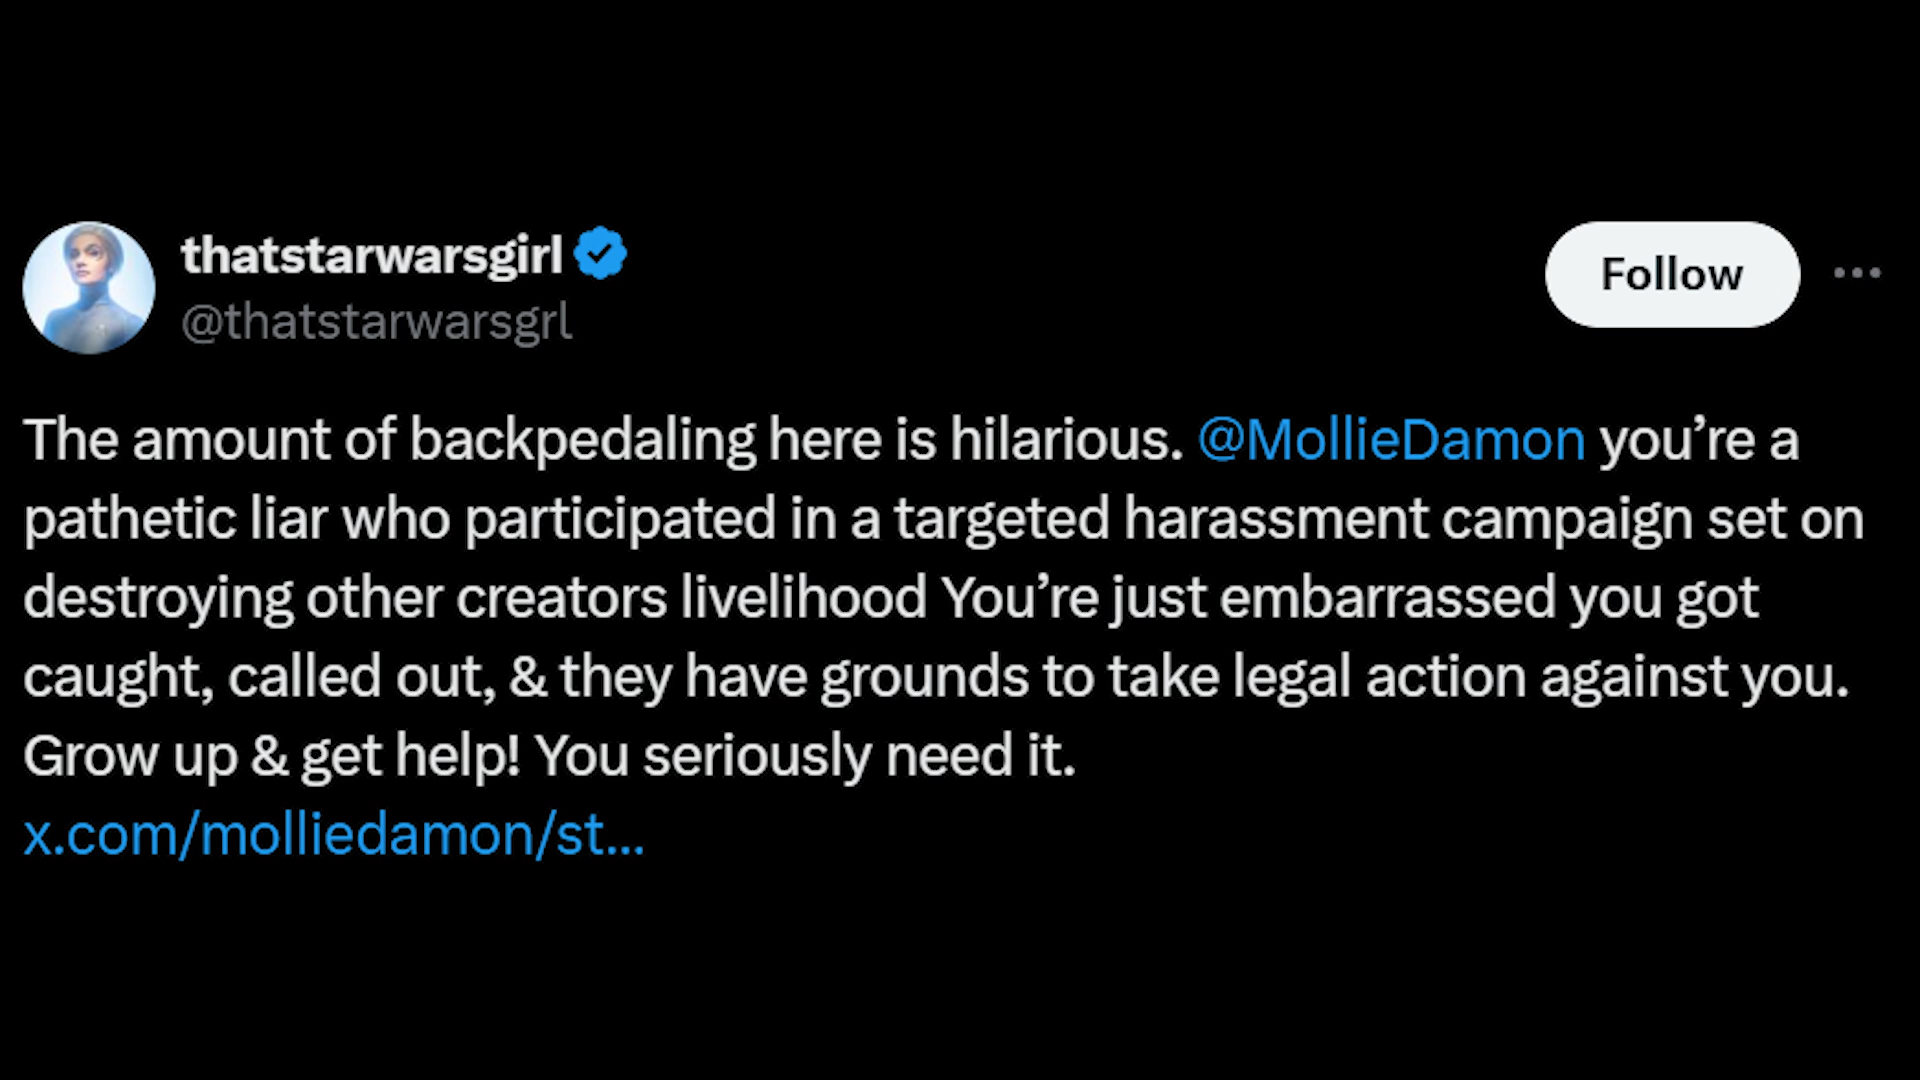 thatstarwarsgirl
@thatstarwarsgrl
Follow
The amount of backpedaling here is hilarious. @MollieDamon you’re a
pathetic liar who participated in a targeted harassment campaign set on
destroying other creators livelihood You’re just embarrassed you got
caught, called out, & they have grounds to take legal action against you.
Grow up & get help! You seriously need it.
x.com/molliedamon/st...